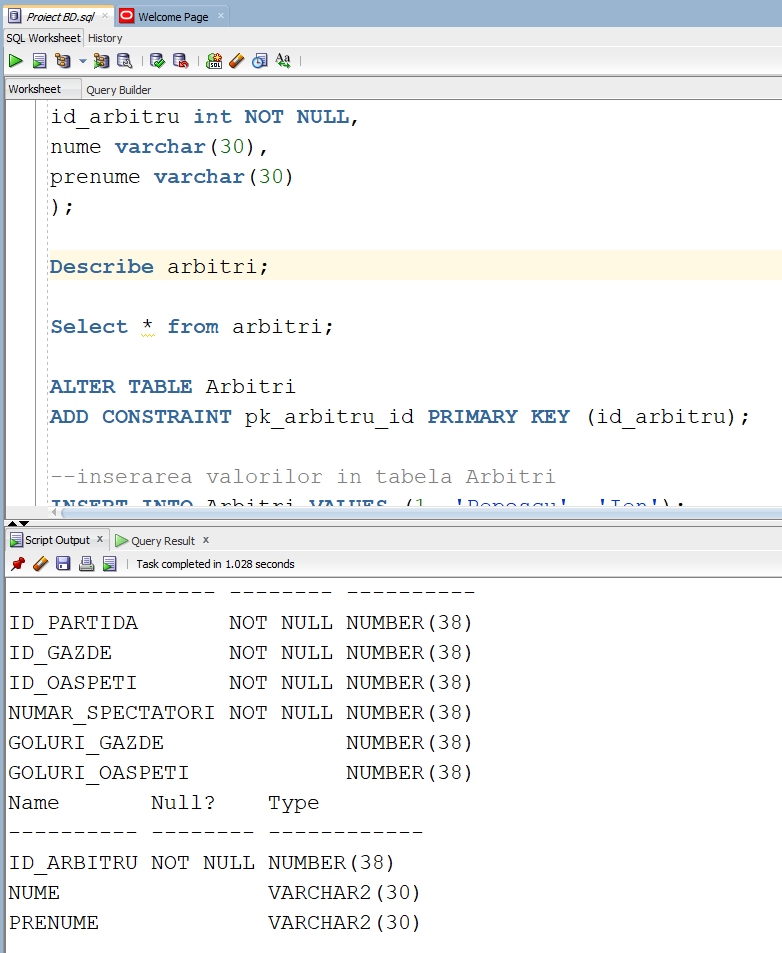 Proiect BD.sql × Welcome Page ×
SQL Worksheet History
Worksheet Query Builder
id_arbitru int NOT NULL,
nume varchar(30),
prenume varchar(30)
);
Describe arbitri;
Select * from arbitri;
ALTER TABLE Arbitri
ADD CONSTRAINT pk_arbitru_id PRIMARY KEY (id_arbitru);
--inserarea valorilor in tabela Arbitri
INSERT INTO Arbitri VALUES (1, 'Popescu', 'Ion');
Script Output × Query Result ×
Task completed in 1.028 seconds
---------------- -------- ----------
ID_PARTIDA NOT NULL NUMBER(38)
ID_GAZDE NOT NULL NUMBER(38)
ID_OASPETI NOT NULL NUMBER(38)
NUMAR_SPECTATORI NOT NULL NUMBER(38)
GOLURI_GAZDE NUMBER(38)
GOLURI_OASPETI NUMBER(38)
Name Null? Type
---------- -------- ------------
ID_ARBITRU NOT NULL NUMBER(38)
NUME VARCHAR2(30)
PRENUME VARCHAR2(30)